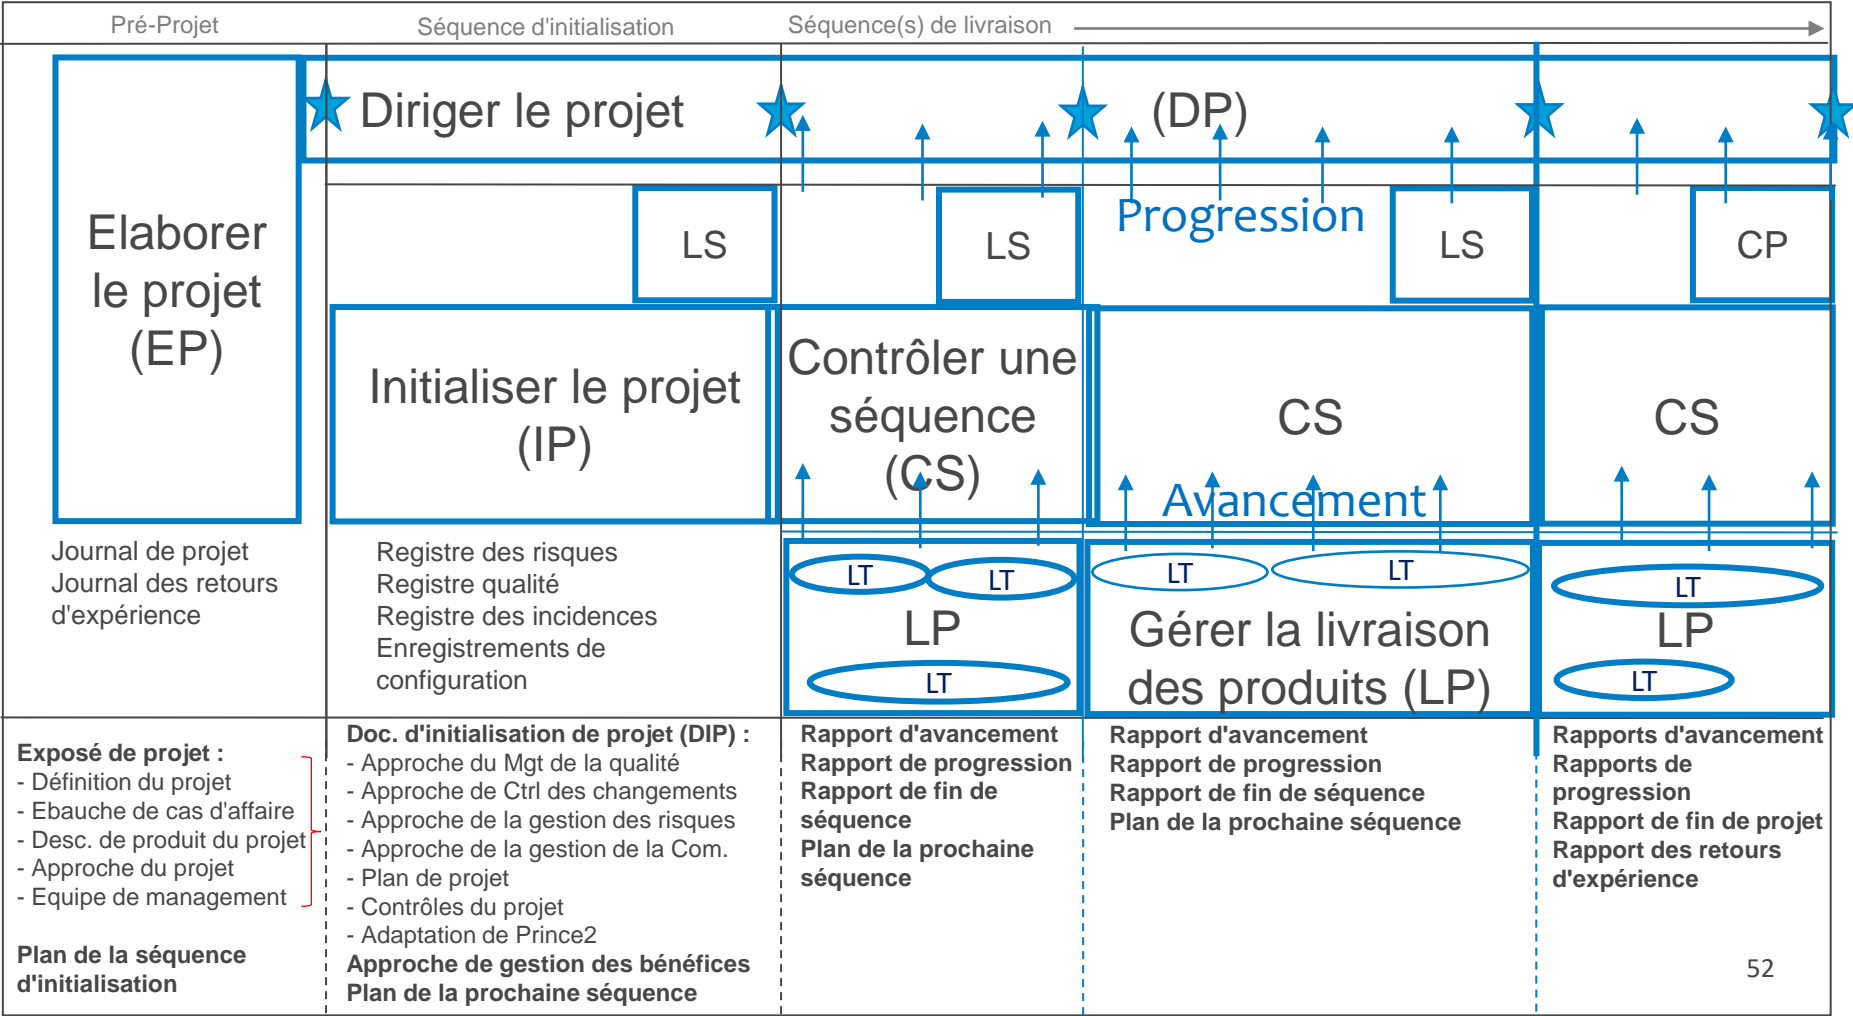 Pré-Projet
Séquence d'initialisation
Séquence(s) de livraison
Diriger le projet
(DP)
Elaborer
le projet
(EP)
LS
LS
Progression
LS
CP
Initialiser le projet
(IP)
Contrôler une
séquence
(CS)
CS
CS
Avancement
Journal de projet
Journal des retours
d'expérience
Registre des risques
Registre qualité
Registre des incidences
Enregistrements de
configuration
LT
LT
LP
LT
LT
LT
Gérer la livraison
des produits (LP)
LT
LP
LT
Exposé de projet :
- Définition du projet
- Ebauche de cas d'affaire
- Desc. de produit du projet
- Approche du projet
- Equipe de management
Plan de la séquence
d'initialisation
Doc. d'initialisation de projet (DIP) :
- Approche du Mgt de la qualité
- Approche de Ctrl des changements
- Approche de la gestion des risques
- Approche de la gestion de la Com.
- Plan de projet
- Contrôles du projet
- Adaptation de Prince2
Approche de gestion des bénéfices
Plan de la prochaine séquence
Rapport d'avancement
Rapport de progression
Rapport de fin de
séquence
Plan de la prochaine
séquence
Rapport d'avancement
Rapport de progression
Rapport de fin de séquence
Plan de la prochaine séquence
Rapports d'avancement
Rapports de
progression
Rapport de fin de projet
Rapport des retours
d'expérience
52